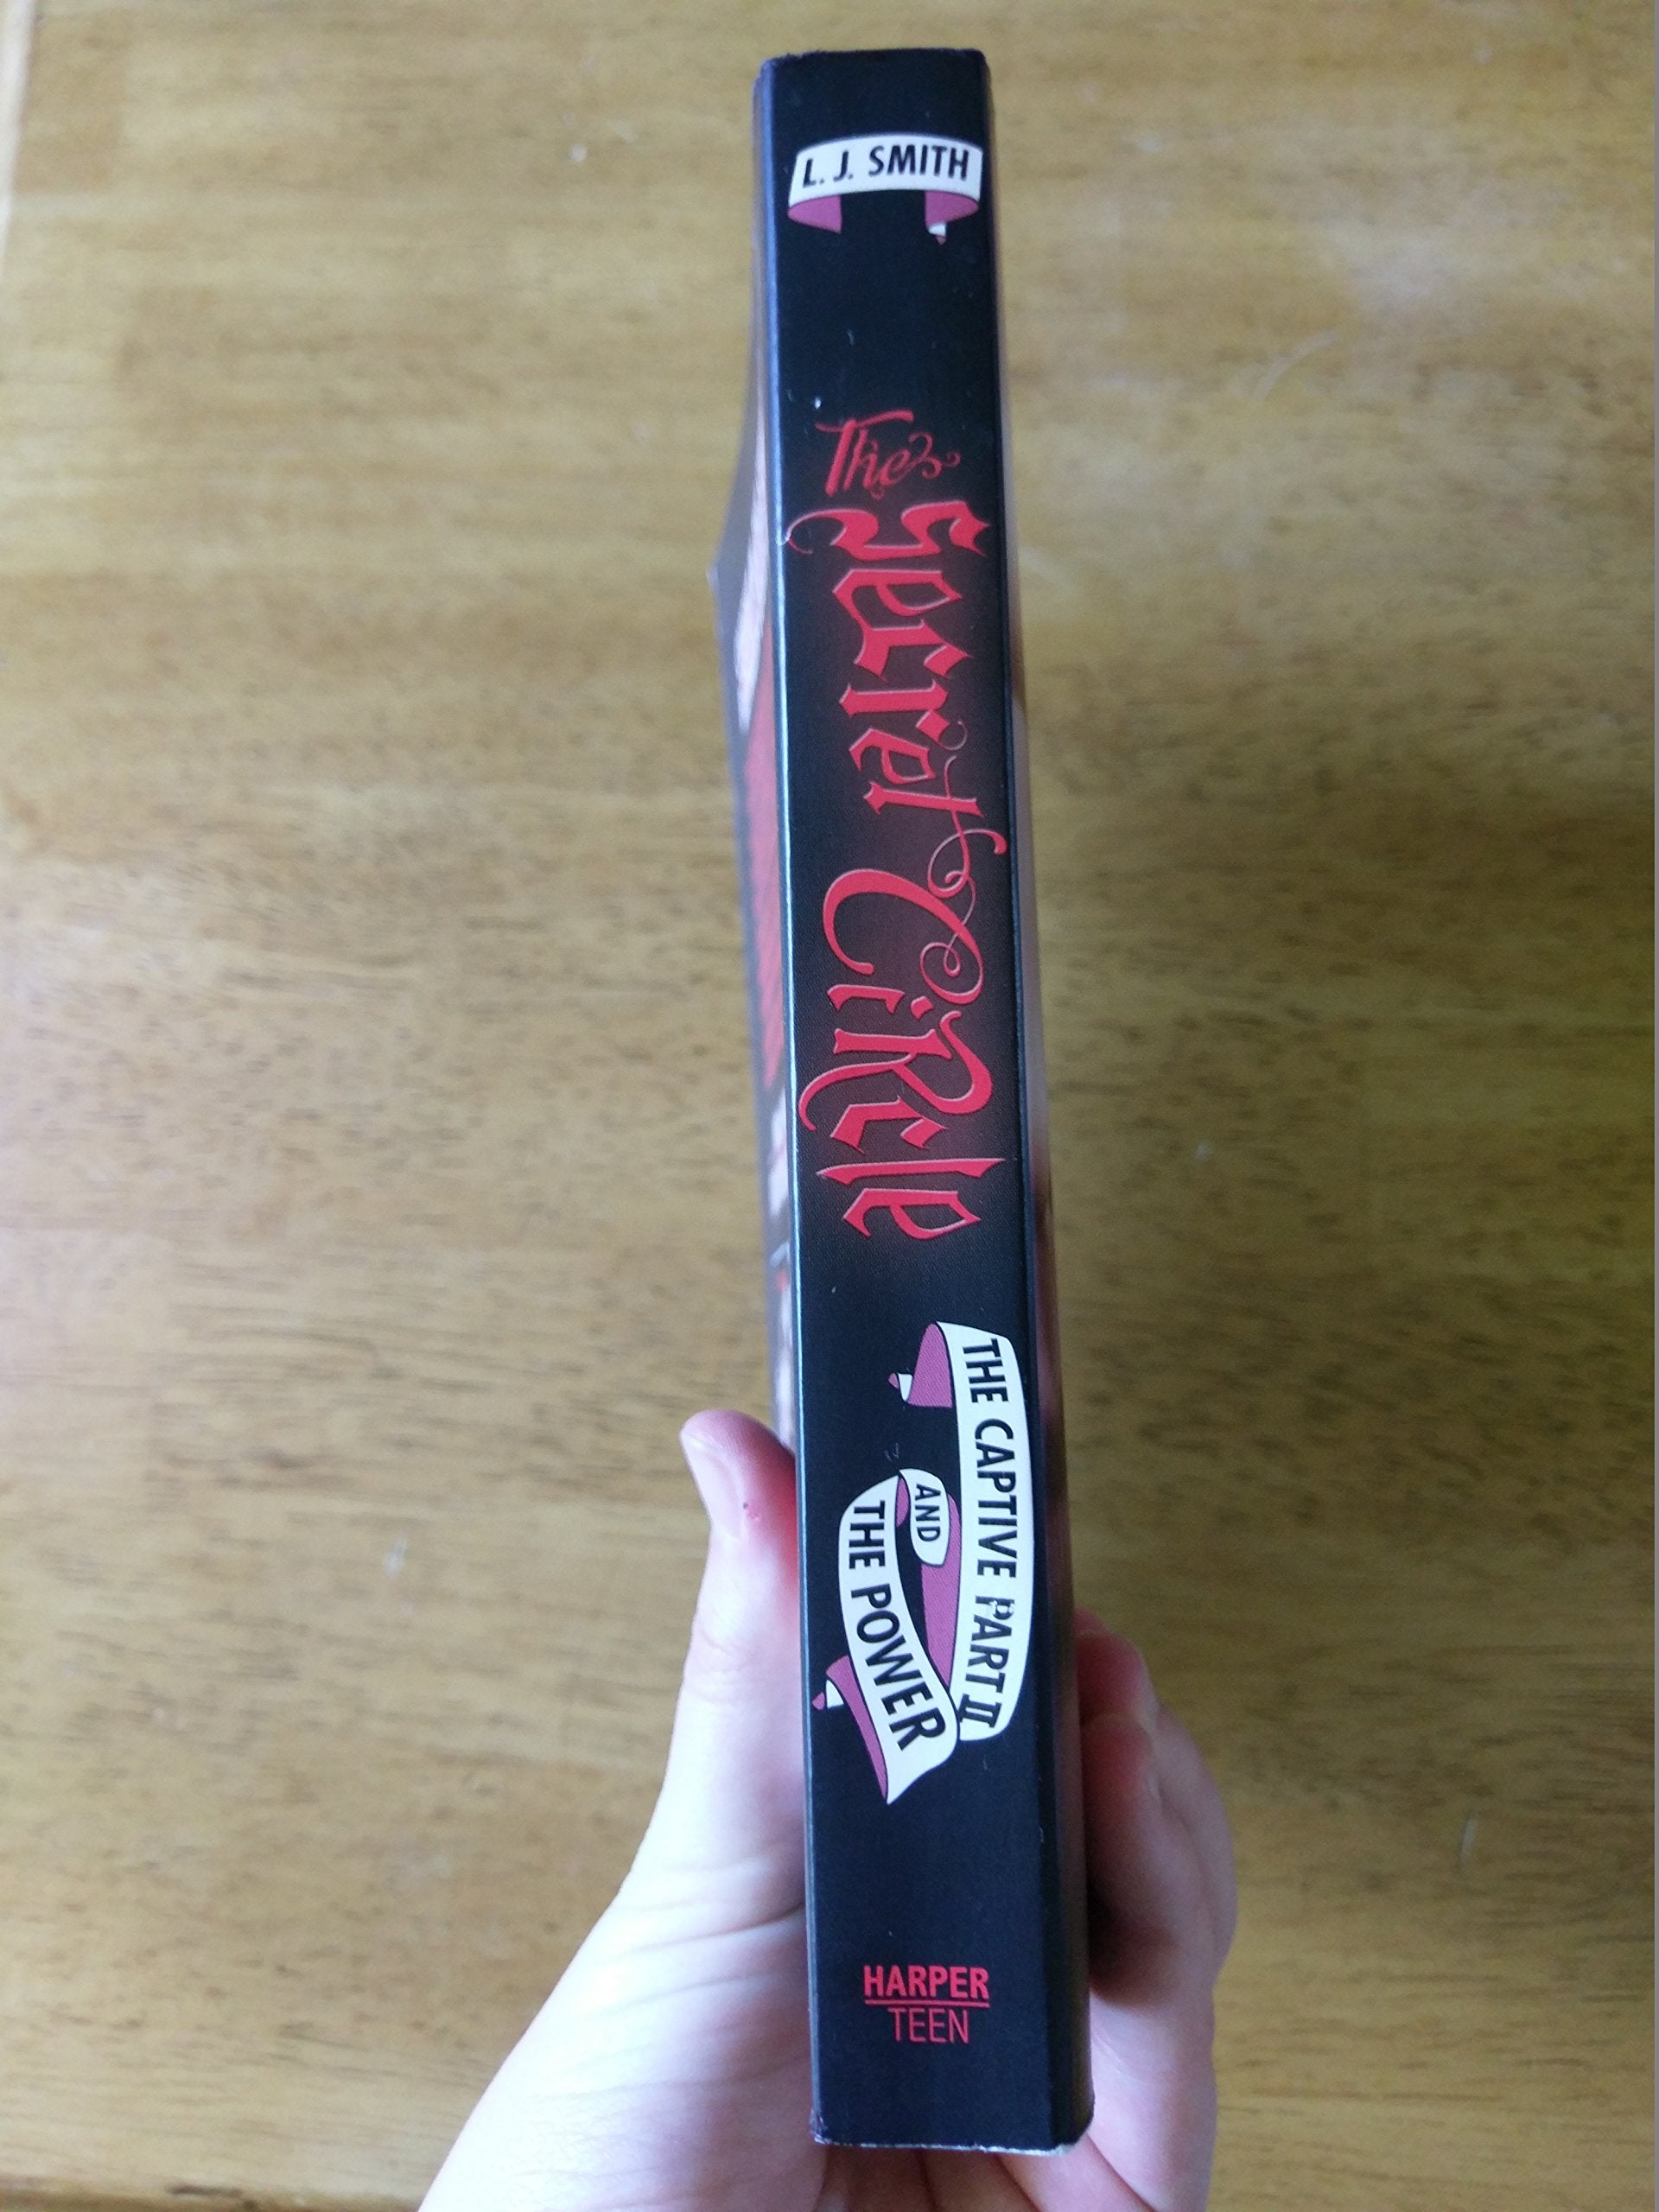 L. J. SMITH
The Secret Circle
THE CAPTIVE PART II
AND
THE POWER
HARPER
TEEN